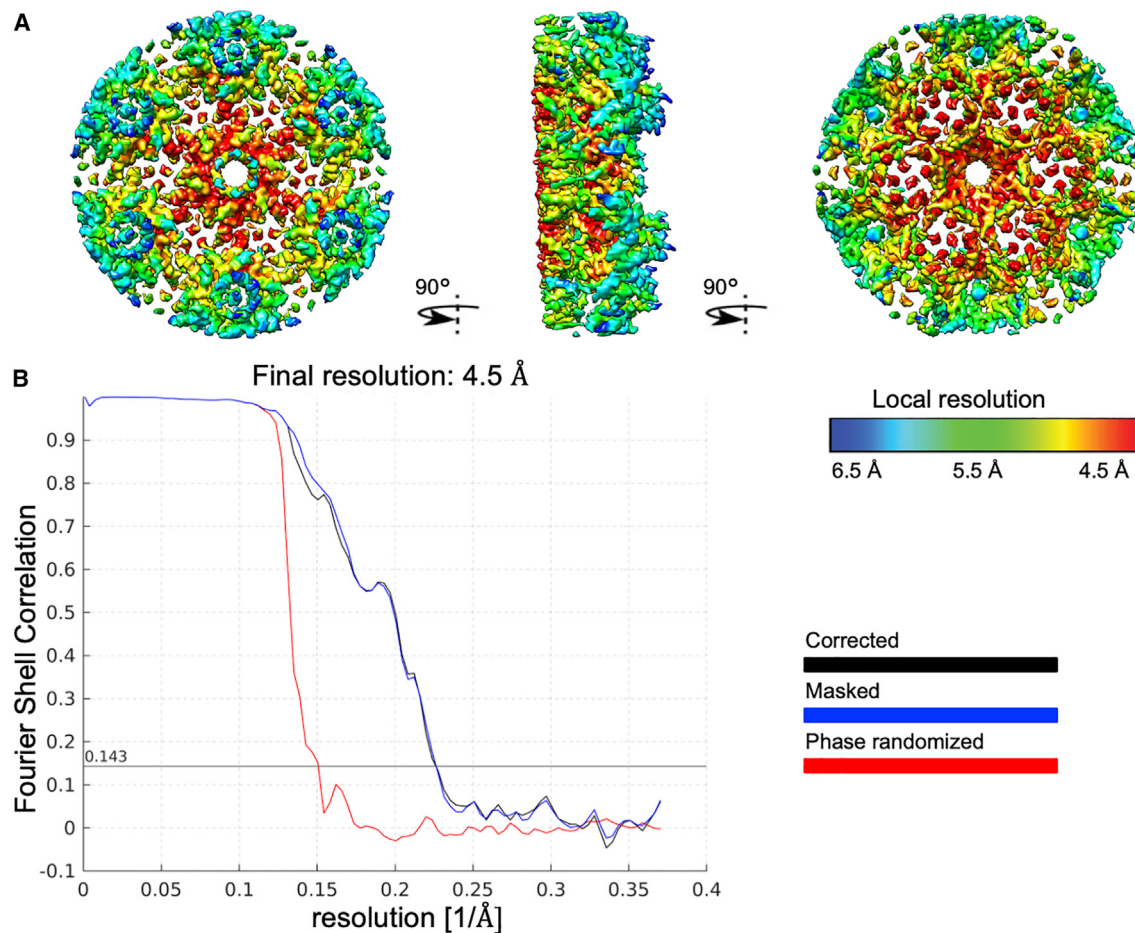 A
90°
90°
B
Final resolution: 4.5 Å
Local resolution
6.5 Å 5.5 Å 4.5 Å
Fourier Shell Correlation
0.9
0.8
0.7
0.6
0.5
0.4
0.3
0.2
0.143
0.1
0
-0.1
0 0.05 0.1 0.15 0.2 0.25 0.3 0.35 0.4
resolution [1/Å]
Corrected
Masked
Phase randomized